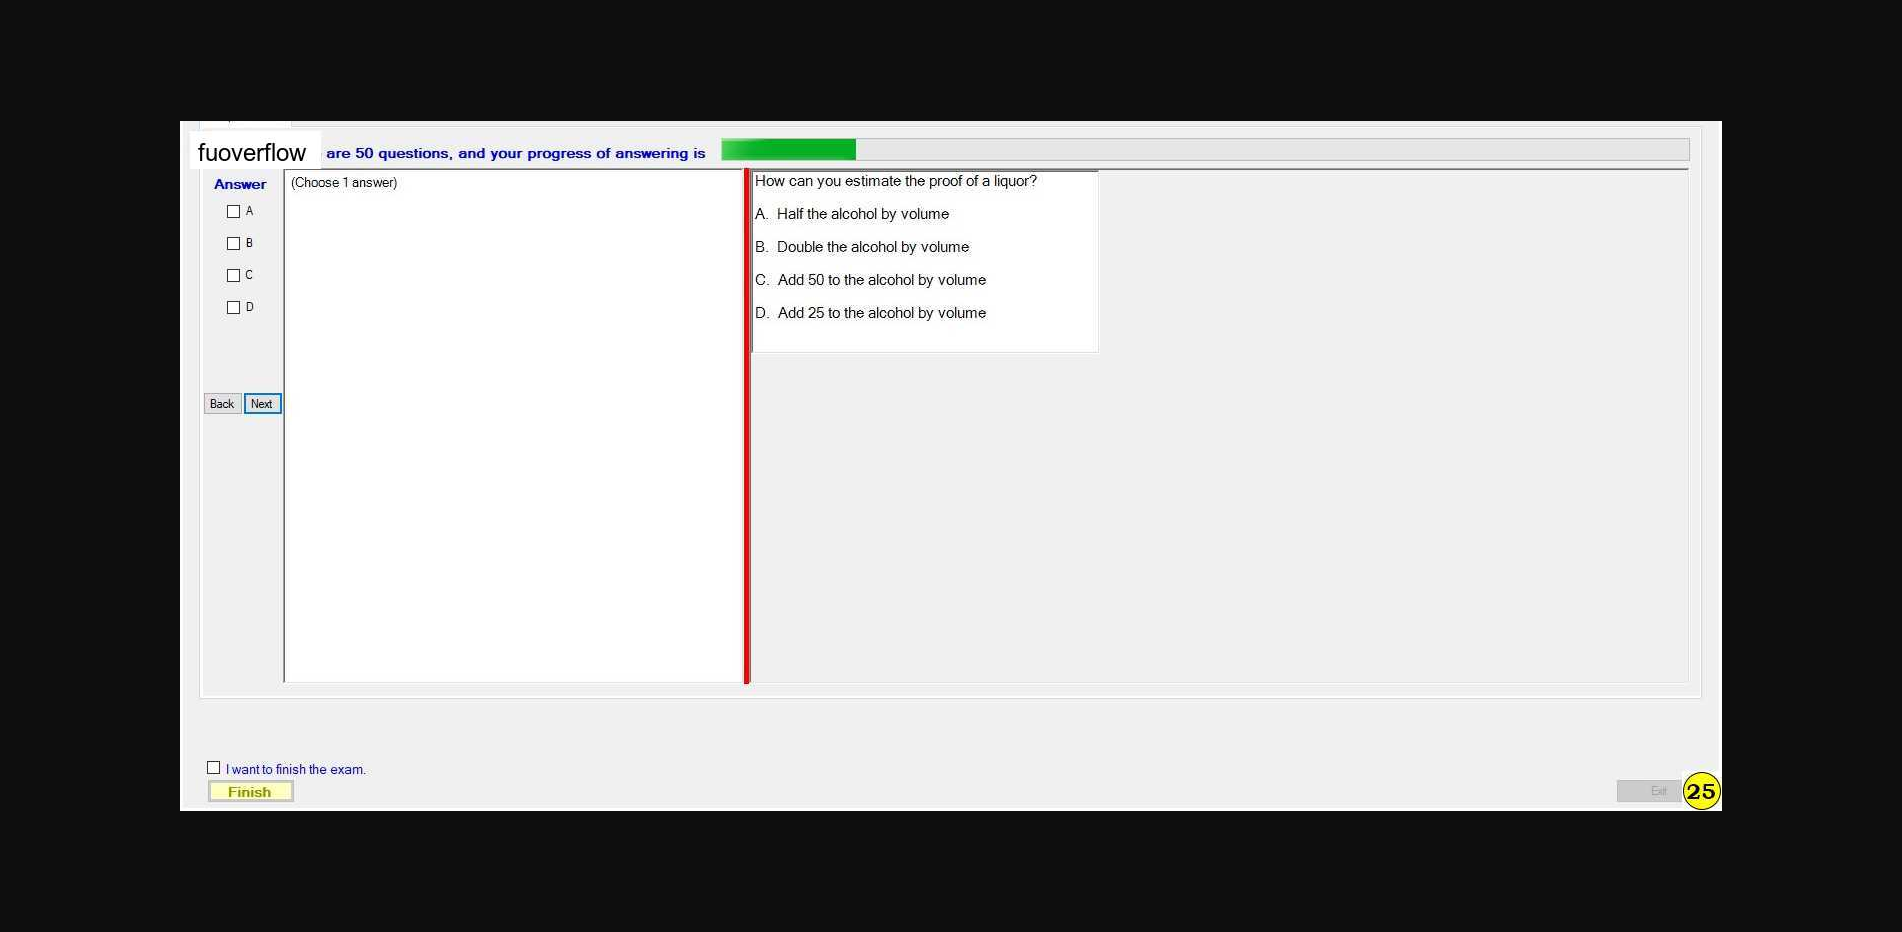 fuoverflow are 50 questions, and your progress of answering is
Answer
A
B
C
D
Back Next
(Choose 1 answer)
How can you estimate the proof of a liquor?
A. Half the alcohol by volume
B. Double the alcohol by volume
C. Add 50 to the alcohol by volume
D. Add 25 to the alcohol by volume
I want to finish the exam.
Finish
Exit
25